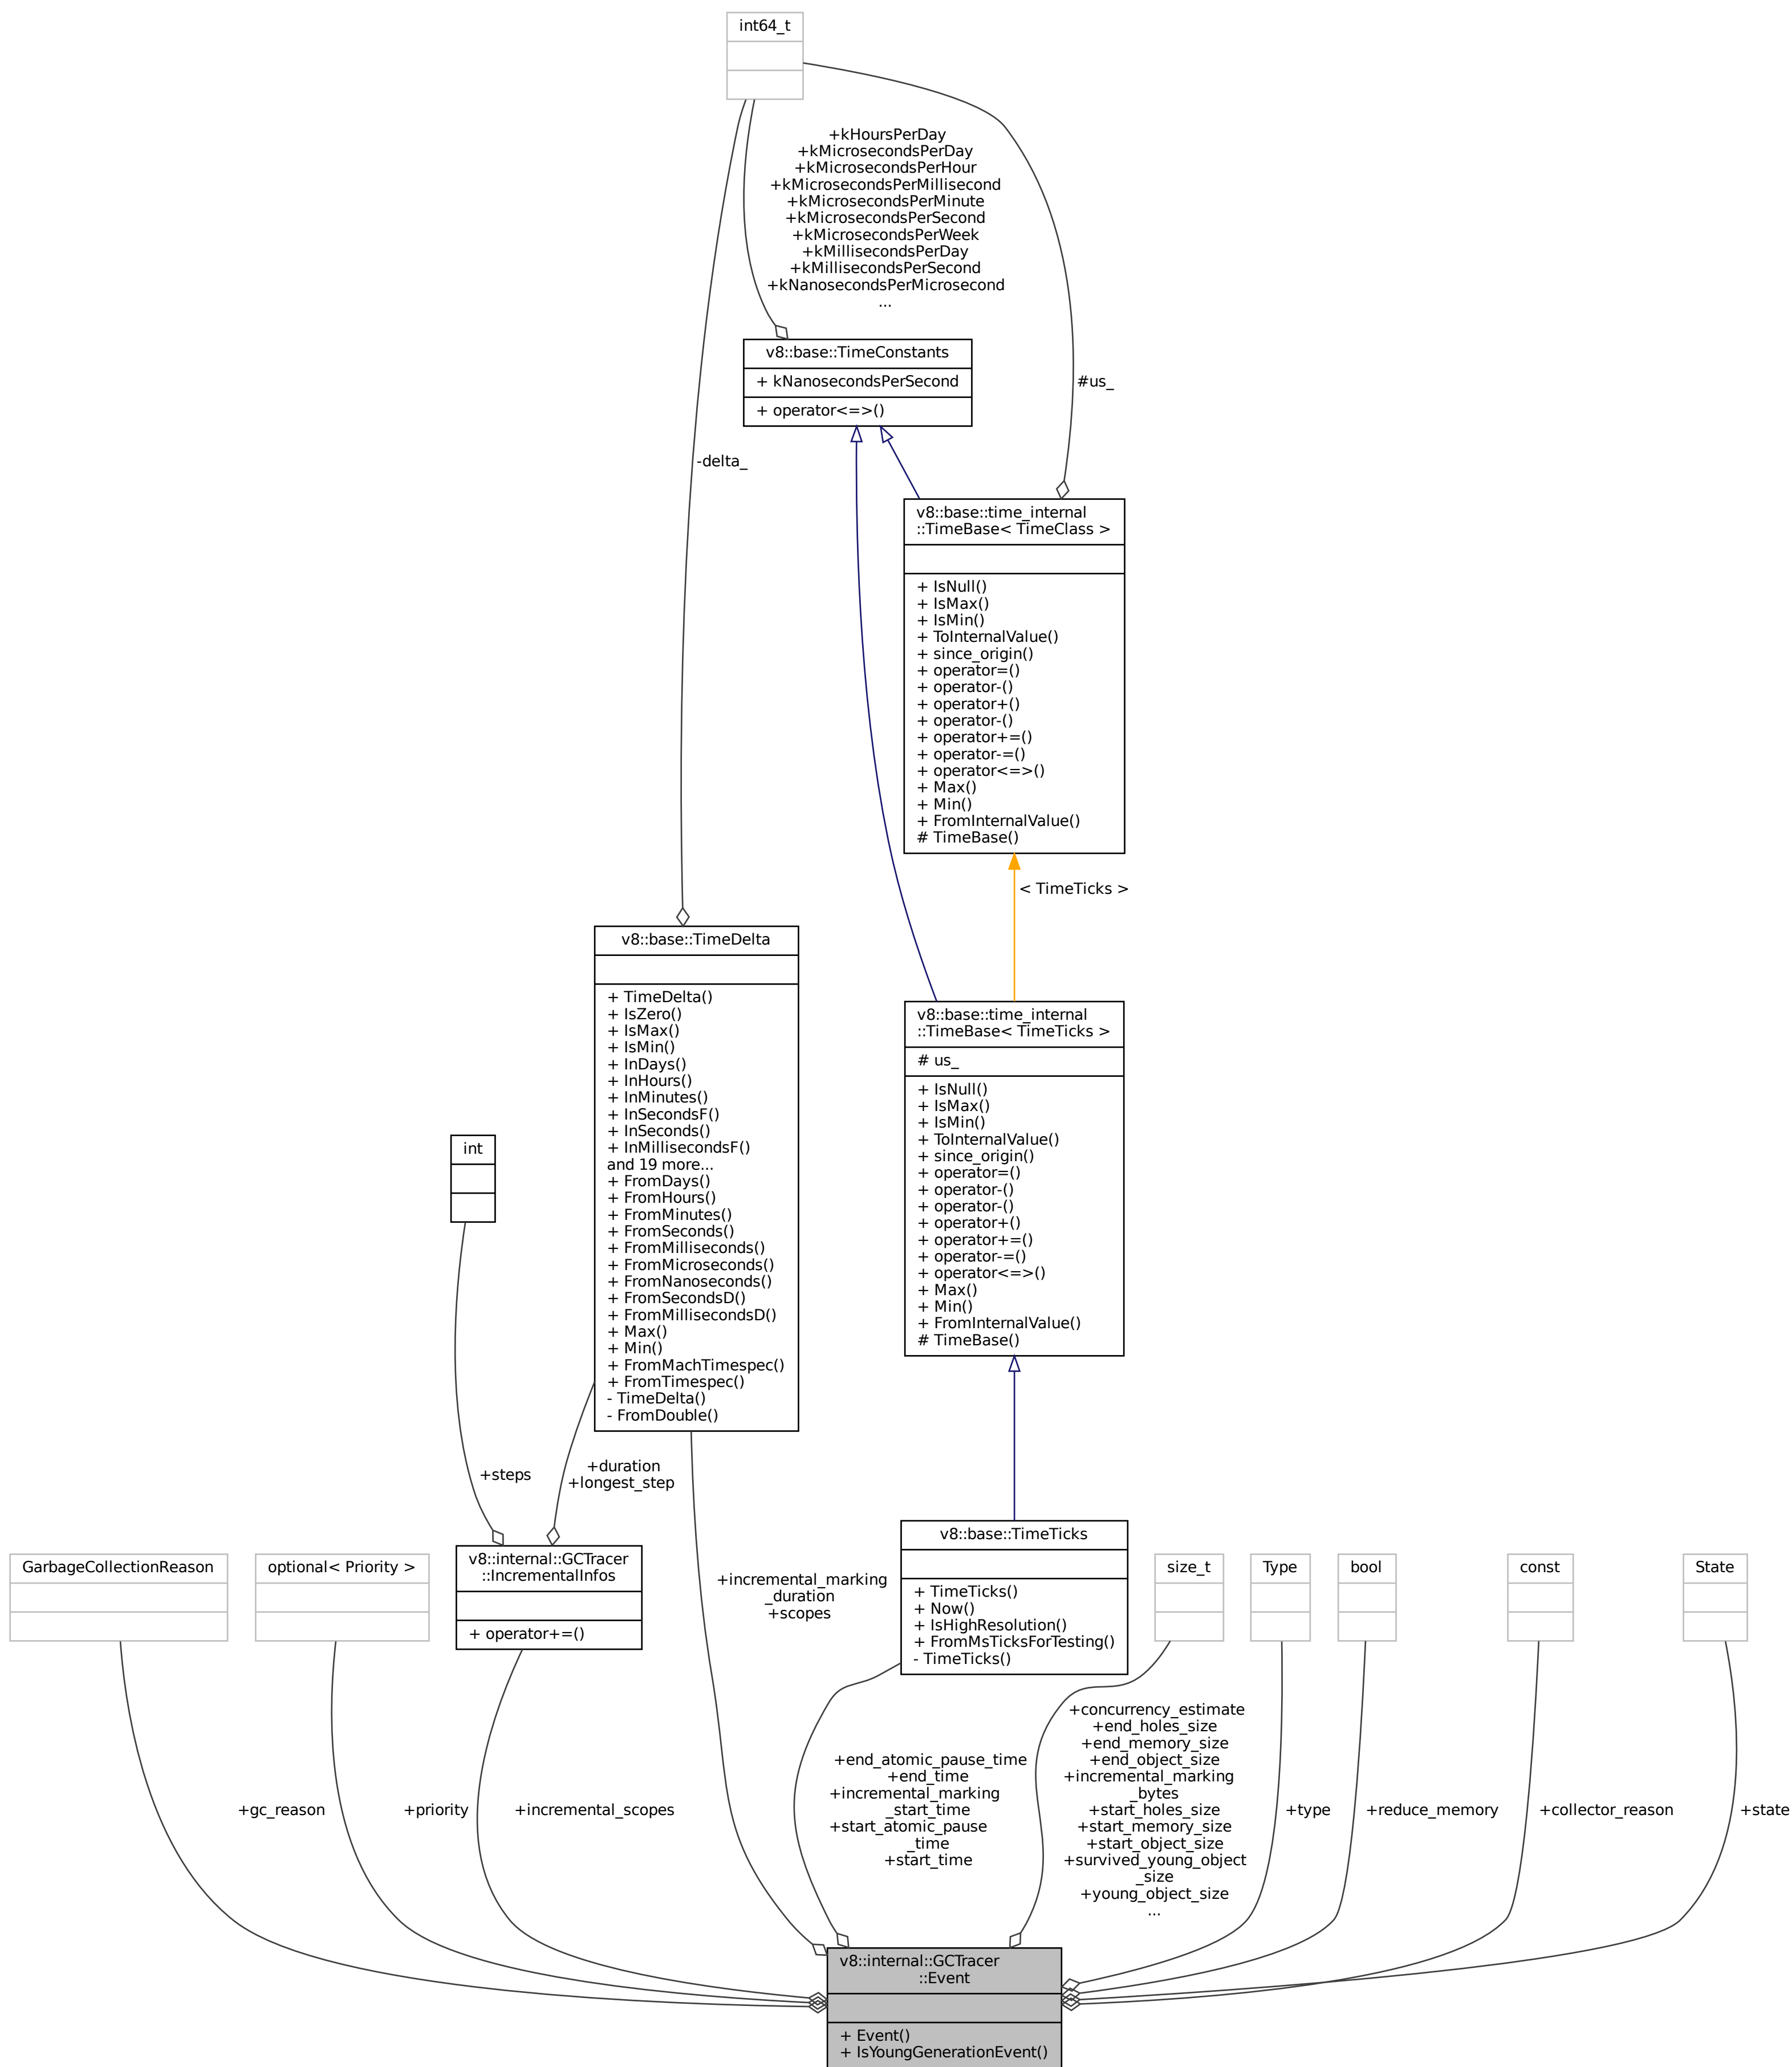 int64_t
+kHoursPerDay
+kMicrosecondsPerDay
+kMicrosecondsPerHour
+kMicrosecondsPerMillisecond
+kMicrosecondsPerMinute
+kMicrosecondsPerSecond
+kMicrosecondsPerWeek
+kMillisecondsPerDay
+kMillisecondsPerSecond
+kNanosecondsPerMicrosecond
...
v8::base::TimeConstants
+ kNanosecondsPerSecond
+ operator<=>()
#us_
-delta_
v8::base::time_internal
::TimeBase< TimeClass >
+ IsNull()
+ IsMax()
+ IsMin()
+ ToInternalValue()
+ since_origin()
+ operator=()
+ operator-()
+ operator+()
+ operator-()
+ operator+=()
+ operator-=()
+ operator<=>()
+ Max()
+ Min()
+ FromInternalValue()
# TimeBase()
< TimeTicks >
v8::base::TimeDelta
+ TimeDelta()
+ IsZero()
+ IsMax()
+ IsMin()
+ InDays()
+ InHours()
+ InMinutes()
+ InSecondsF()
+ InSeconds()
+ InMillisecondsF()
and 19 more...
+ FromDays()
+ FromHours()
+ FromMinutes()
+ FromSeconds()
+ FromMilliseconds()
+ FromMicroseconds()
+ FromNanoseconds()
+ FromSecondsD()
+ FromMillisecondsD()
+ Max()
+ Min()
+ FromMachTimespec()
+ FromTimespec()
- TimeDelta()
- FromDouble()
v8::base::time_internal
::TimeBase< TimeTicks >
# us_
+ IsNull()
+ IsMax()
+ IsMin()
+ ToInternalValue()
+ since_origin()
+ operator=()
+ operator-()
+ operator-()
+ operator+()
+ operator+=()
+ operator-=()
+ operator<=>()
+ Max()
+ Min()
+ FromInternalValue()
# TimeBase()
int
+steps
+duration
+longest_step
GarbageCollectionReason
optional< Priority >
v8::internal::GCTracer
::IncrementalInfos
+ operator+=()
+incremental_marking
_duration
+scopes
v8::base::TimeTicks
+ TimeTicks()
+ Now()
+ IsHighResolution()
+ FromMsTicksForTesting()
- TimeTicks()
size_t
Type
bool
const
State
+gc_reason
+priority
+incremental_scopes
+end_atomic_pause_time
+end_time
+incremental_marking
_start_time
+start_atomic_pause
_time
+start_time
+concurrency_estimate
+end_holes_size
+end_memory_size
+end_object_size
+incremental_marking
_bytes
+start_holes_size
+start_memory_size
+start_object_size
+survived_young_object
_size
+young_object_size
...
+type
+reduce_memory
+collector_reason
+state
v8::internal::GCTracer
::Event
+ Event()
+ IsYoungGenerationEvent()